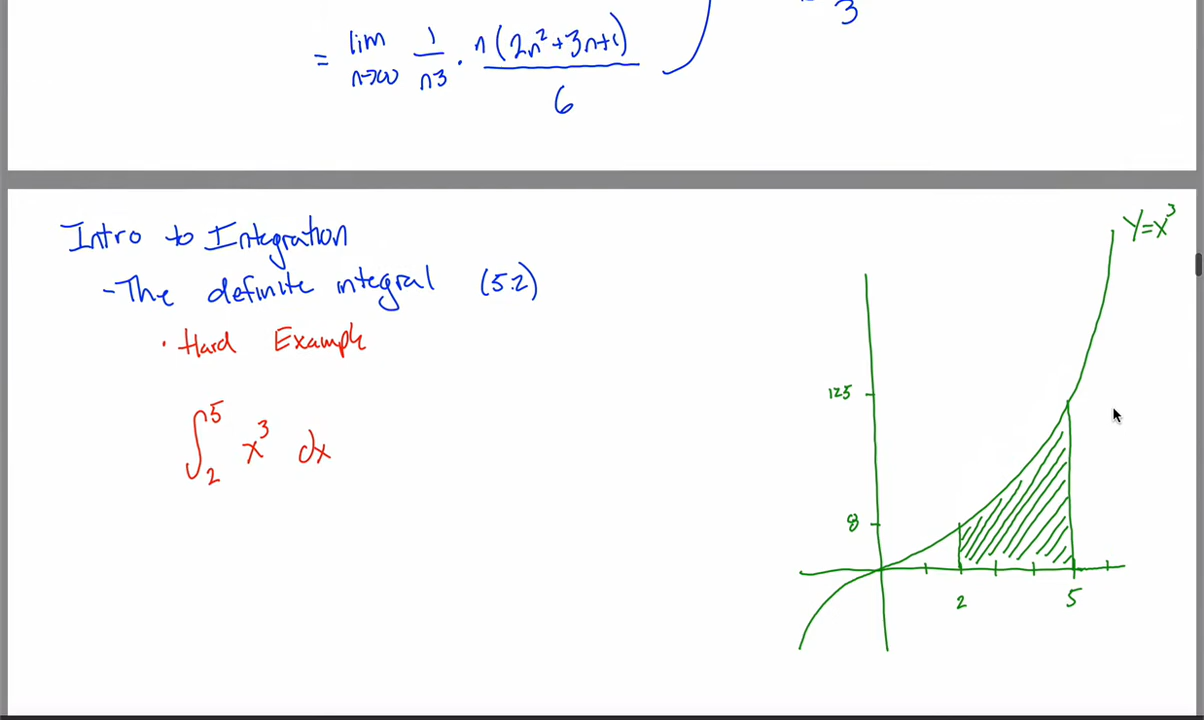 = lim n→∞ 1/n3 · n(2n²+3n+1)/6
3
Intro to Integration
- The definite integral (5.2)
· Hard Example
∫₂⁵ x³ dx
Y=x³
125
8
2 5